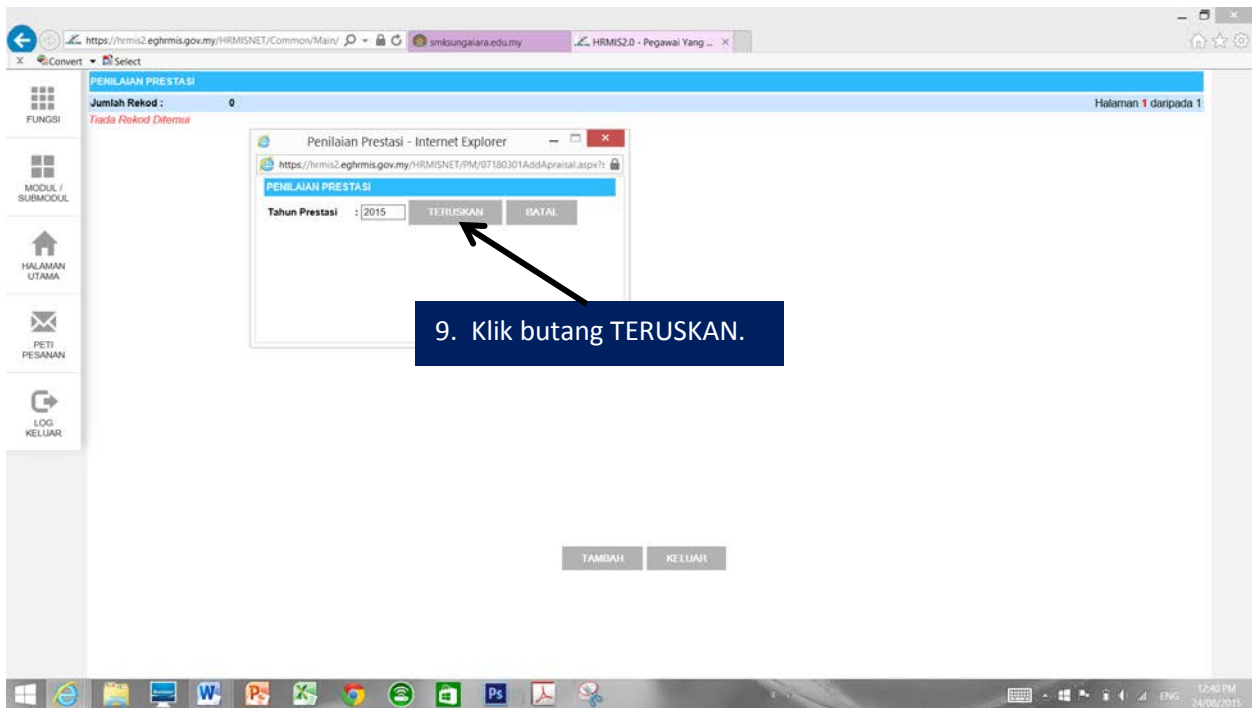 https://hrmis2.eghrmis.gov.my/HRMISNET/Common/Main/
smksungaiara.edu.my
HRMIS2.0 - Pegawai Yang ...
x Convert Select
PENILAIAN PRESTASI
Jumlah Rekod : 0 Halaman 1 daripada 1
Tiada Rekod Ditemui
FUNGSI
MODUL / SUBMODUL
HALAMAN UTAMA
PETI PESANAN
LOG KELUAR
Penilaian Prestasi - Internet Explorer
https://hrmis2.eghrmis.gov.my/HRMISNET/PM/07180301AddApraisal.aspx?
PENILAIAN PRESTASI
Tahun Prestasi : 2015 TERUSKAN BATAL
9. Klik butang TERUSKAN.
TAMBAH KELUAR
ENG
12:40 PM
24/06/2015